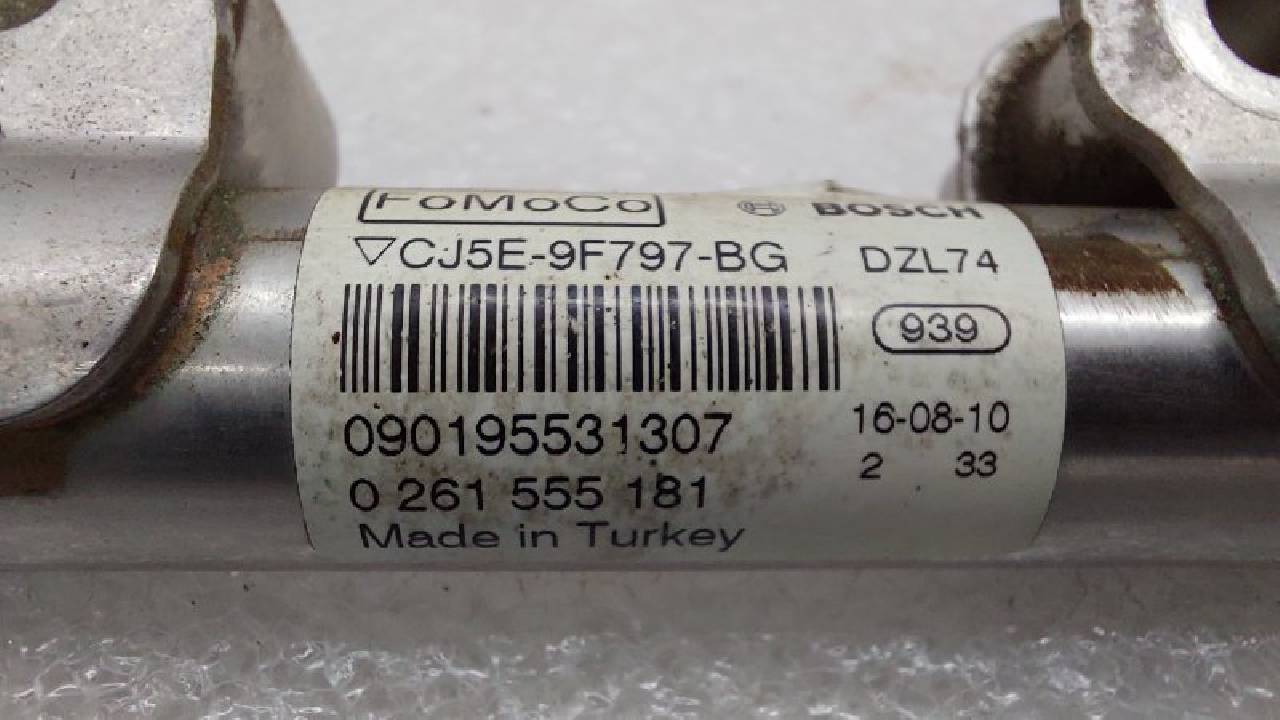 FoMoCo BOSCH
▽CJ5E-9F797-BG DZL74
939
090195531307 16-08-10
0 261 555 181 2 33
Made in Turkey